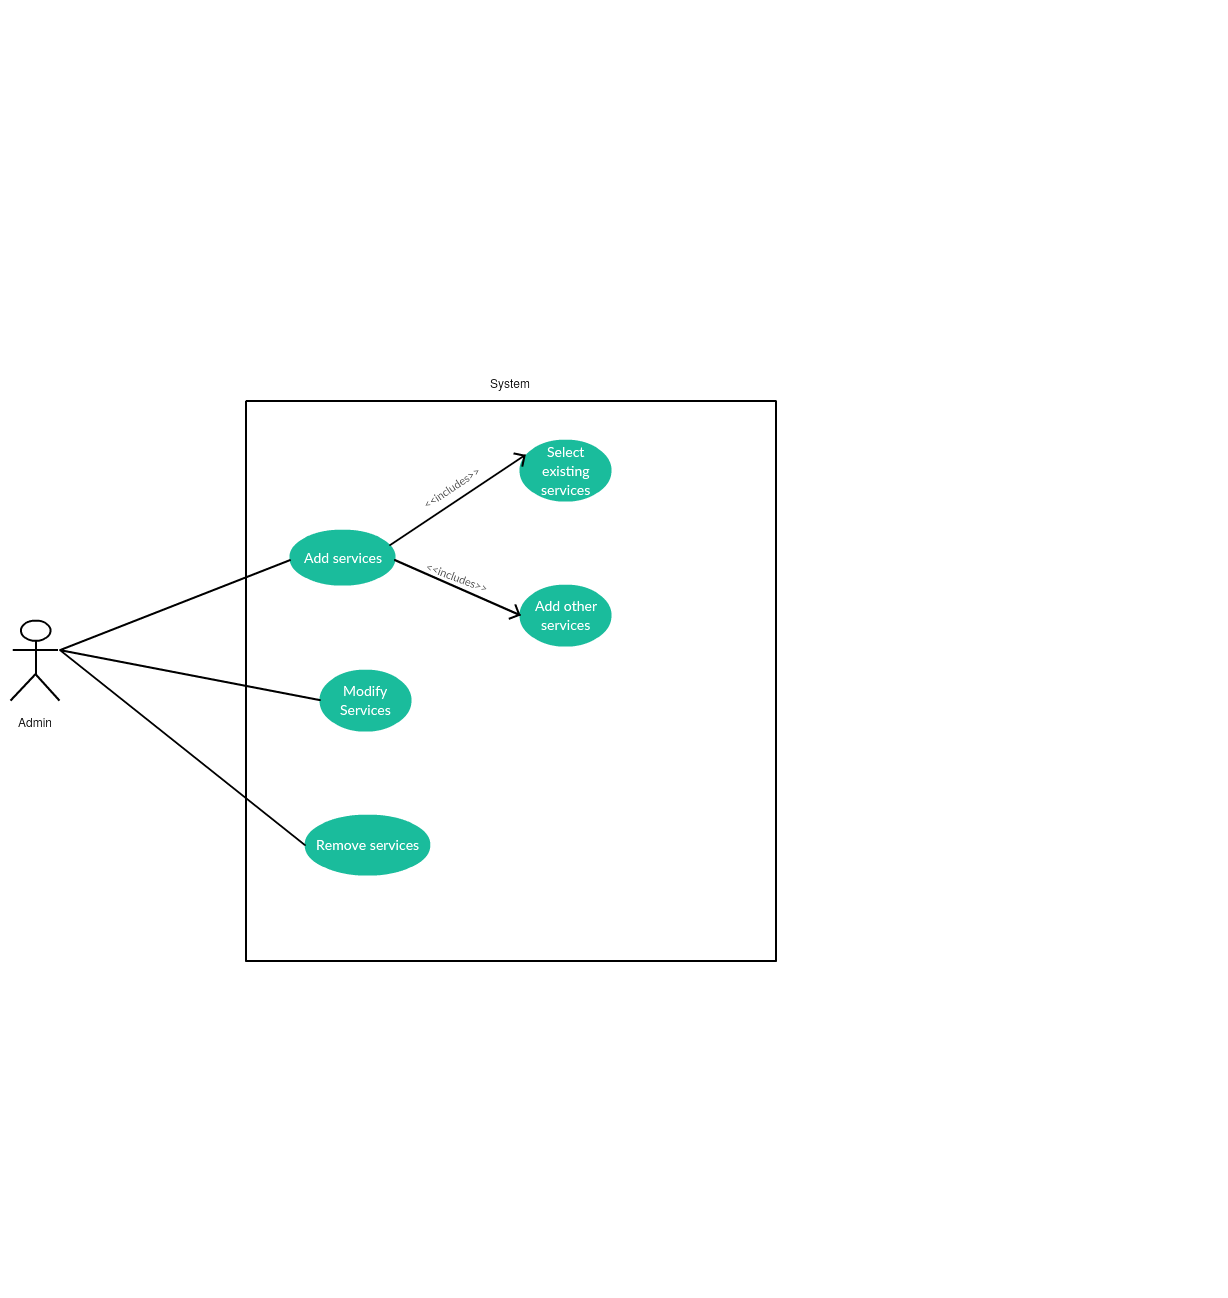 System
Select
existing
services
<<includes>>
Add services
<<includes>>
Add other
services
Modify
Services
Admin
Remove services